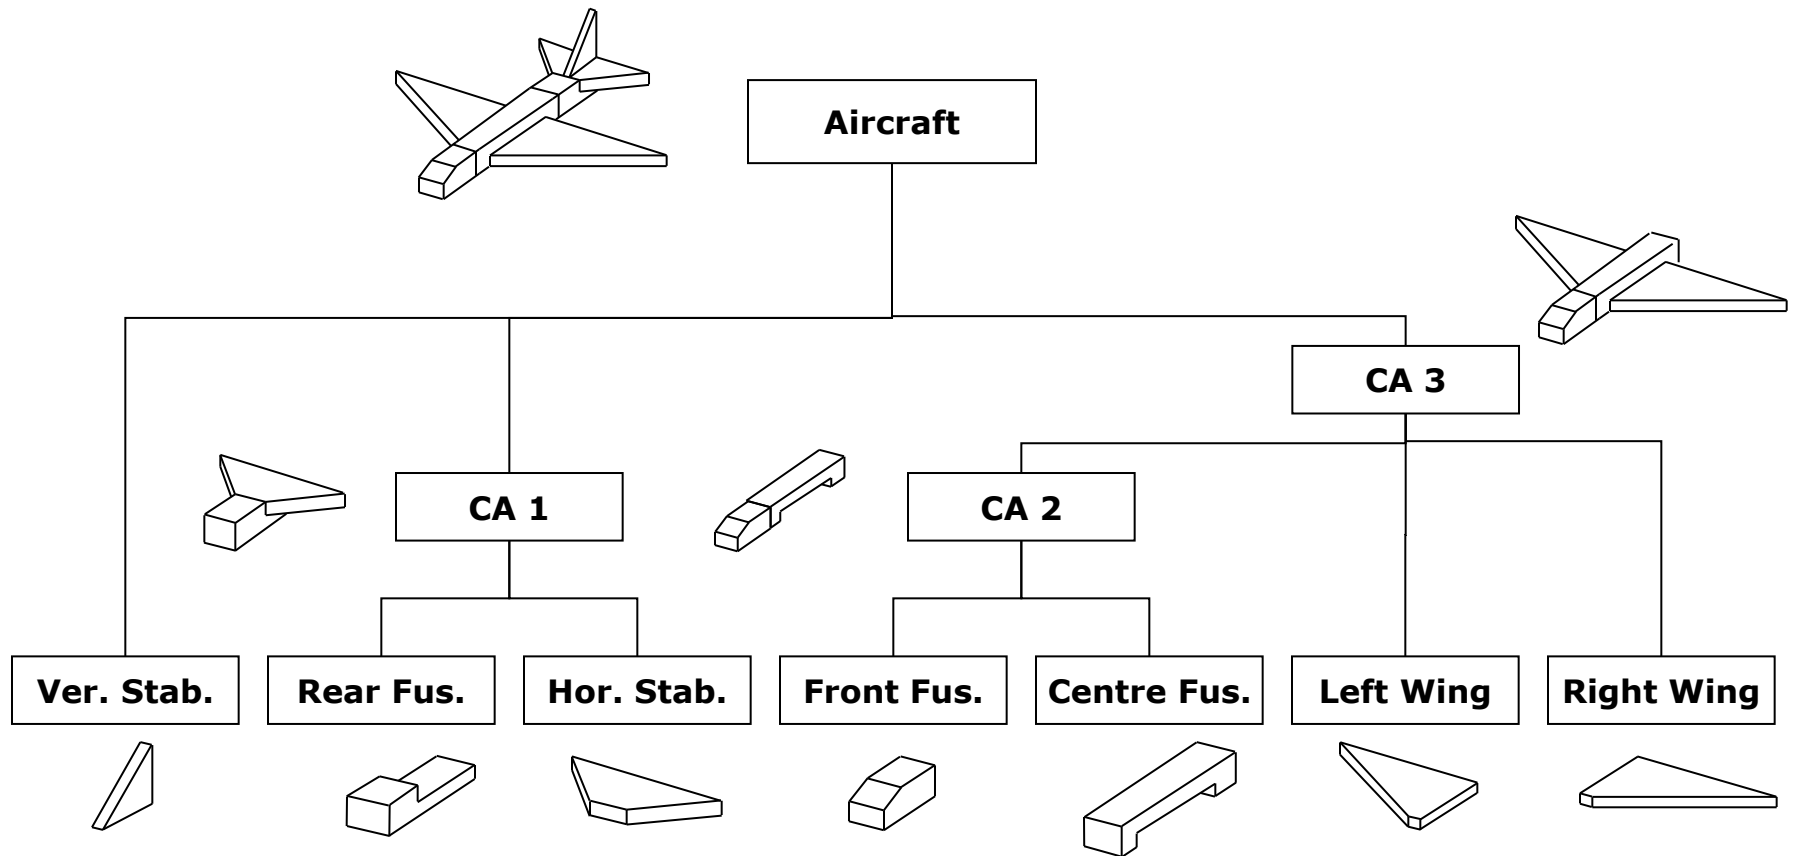 Aircraft
CA 3
CA 1
CA 2
Ver. Stab.
Rear Fus.
Hor. Stab.
Front Fus.
Centre Fus.
Left Wing
Right Wing